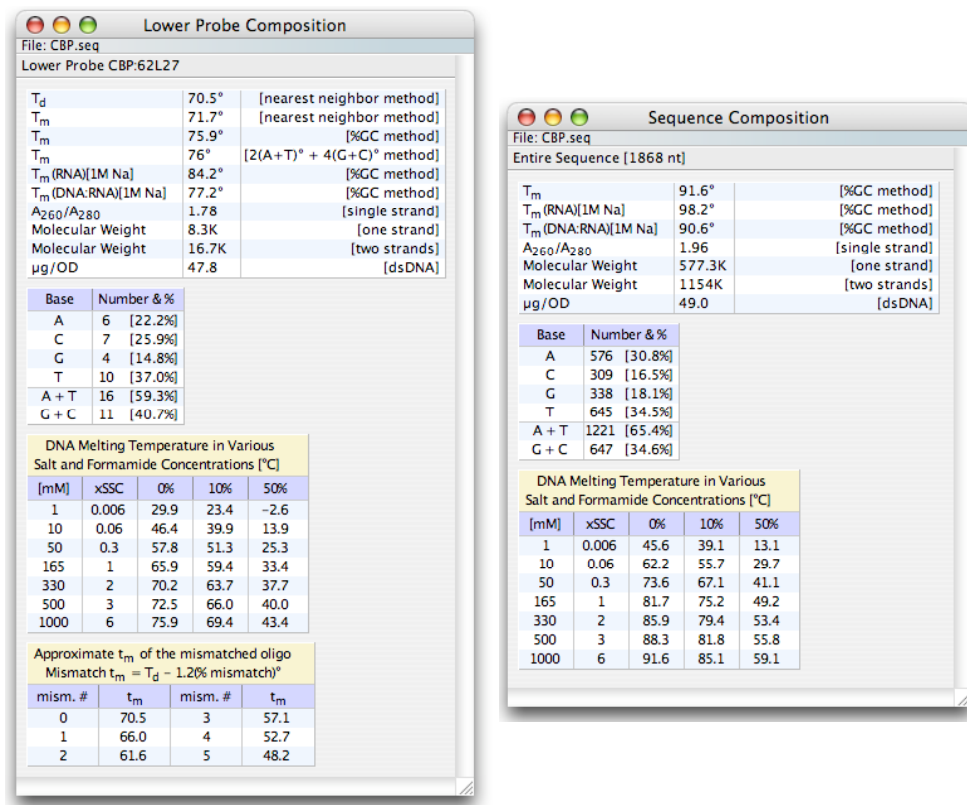 Lower Probe Composition
File: CBP.seq
Lower Probe CBP:62L27
Td 70.5° [nearest neighbor method]
Tm 71.7° [nearest neighbor method]
Tm 75.9° [%GC method]
Tm 76° [2(A+T)° + 4(G+C)° method]
Tm (RNA)[1M Na] 84.2° [%GC method]
Tm (DNA:RNA)[1M Na] 77.2° [%GC method]
A260/A280 1.78 [single strand]
Molecular Weight 8.3K [one strand]
Molecular Weight 16.7K [two strands]
µg/OD 47.8 [dsDNA]
Base Number & %
A 6 [22.2%]
C 7 [25.9%]
G 4 [14.8%]
T 10 [37.0%]
A + T 16 [59.3%]
G + C 11 [40.7%]
DNA Melting Temperature in Various
Salt and Formamide Concentrations [°C]
[mM] xSSC 0% 10% 50%
1 0.006 29.9 23.4 −2.6
10 0.06 46.4 39.9 13.9
50 0.3 57.8 51.3 25.3
165 1 65.9 59.4 33.4
330 2 70.2 63.7 37.7
500 3 72.5 66.0 40.0
1000 6 75.9 69.4 43.4
Approximate tm of the mismatched oligo
Mismatch tm = Td − 1.2(% mismatch)°
mism. # tm mism. # tm
0 70.5 3 57.1
1 66.0 4 52.7
2 61.6 5 48.2
Sequence Composition
File: CBP.seq
Entire Sequence [1868 nt]
Tm 91.6° [%GC method]
Tm (RNA)[1M Na] 98.2° [%GC method]
Tm (DNA:RNA)[1M Na] 90.6° [%GC method]
A260/A280 1.96 [single strand]
Molecular Weight 577.3K [one strand]
Molecular Weight 1154K [two strands]
µg/OD 49.0 [dsDNA]
Base Number & %
A 576 [30.8%]
C 309 [16.5%]
G 338 [18.1%]
T 645 [34.5%]
A + T 1221 [65.4%]
G + C 647 [34.6%]
DNA Melting Temperature in Various
Salt and Formamide Concentrations [°C]
[mM] xSSC 0% 10% 50%
1 0.006 45.6 39.1 13.1
10 0.06 62.2 55.7 29.7
50 0.3 73.6 67.1 41.1
165 1 81.7 75.2 49.2
330 2 85.9 79.4 53.4
500 3 88.3 81.8 55.8
1000 6 91.6 85.1 59.1